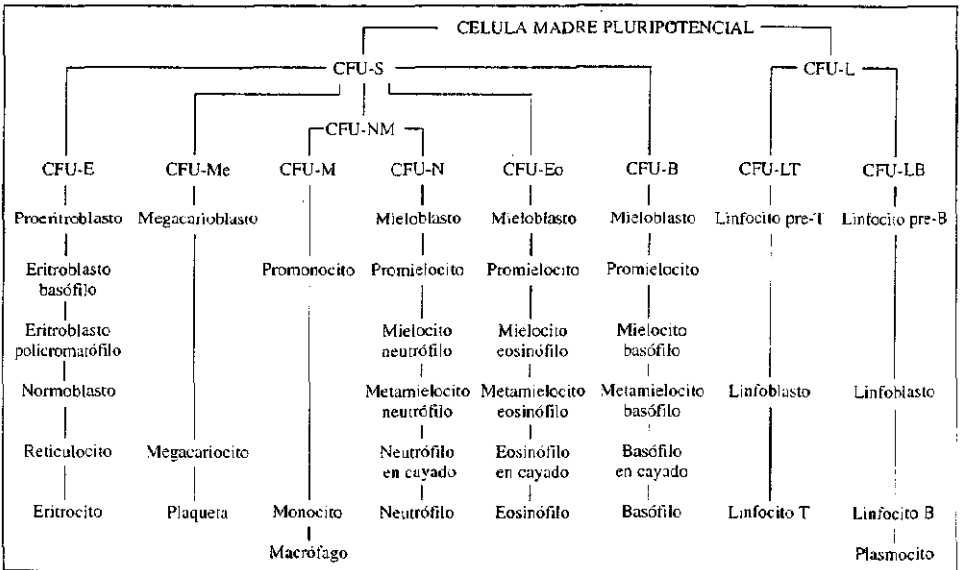 CELULA MADRE PLURIPOTENCIAL
CFU-S CFU-L
CFU-NM
CFU-E CFU-Me CFU-M CFU-N CFU-Eo CFU-B CFU-LT CFU-LB
Proeritroblasto Megacarioblasto Mieloblasto Mieloblasto Mieloblasto Linfocito pre-T Linfocito pre-B
Eritroblasto Promonocito Promielocito Promielocito Promielocito
basófilo
Eritroblasto Mielocito Mielocito Mielocito
policromatófilo neutrófilo eosinófilo basófilo
Normoblasto Metamielocito Metamielocito Metamielocito Linfoblasto Linfoblasto
neutrófilo eosinófilo basófilo
Reticulocito Megacariocito Neutrófilo Eosinófilo Basófilo
en cayado en cayado en cayado
Eritrocito Plaqueta Monocito Neutrófilo Eosinófilo Basófilo Linfocito T Linfocito B
Macrófago Plasmocito